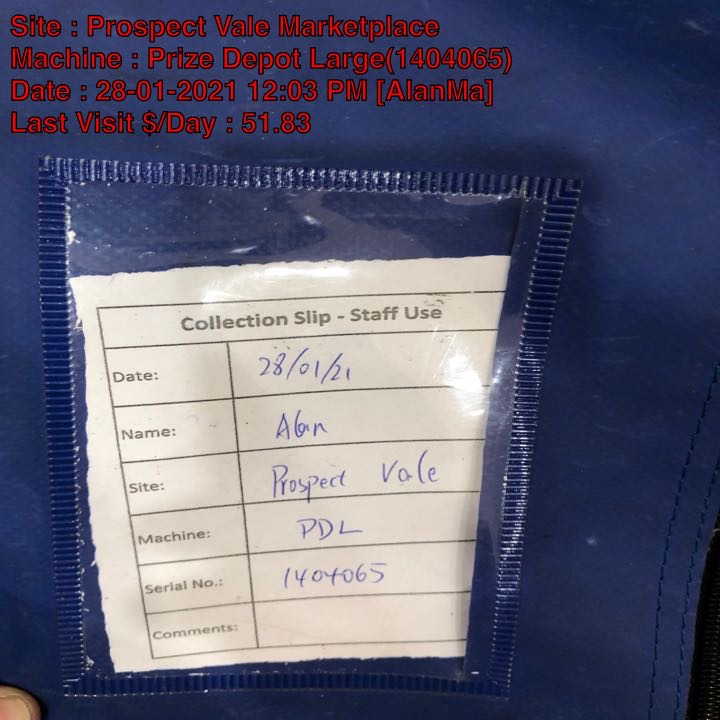 Site : Prospect Vale Marketplace
Machine : Prize Depot Large(1404065)
Date : 28-01-2021 12:03 PM [AlanMa]
Last Visit $/Day : 51.83
Collection Slip - Staff Use
Date: 28/01/21
Name: Alan
Site: Prospect Vale
Machine: PDL
Serial No.: 1404065
Comments: